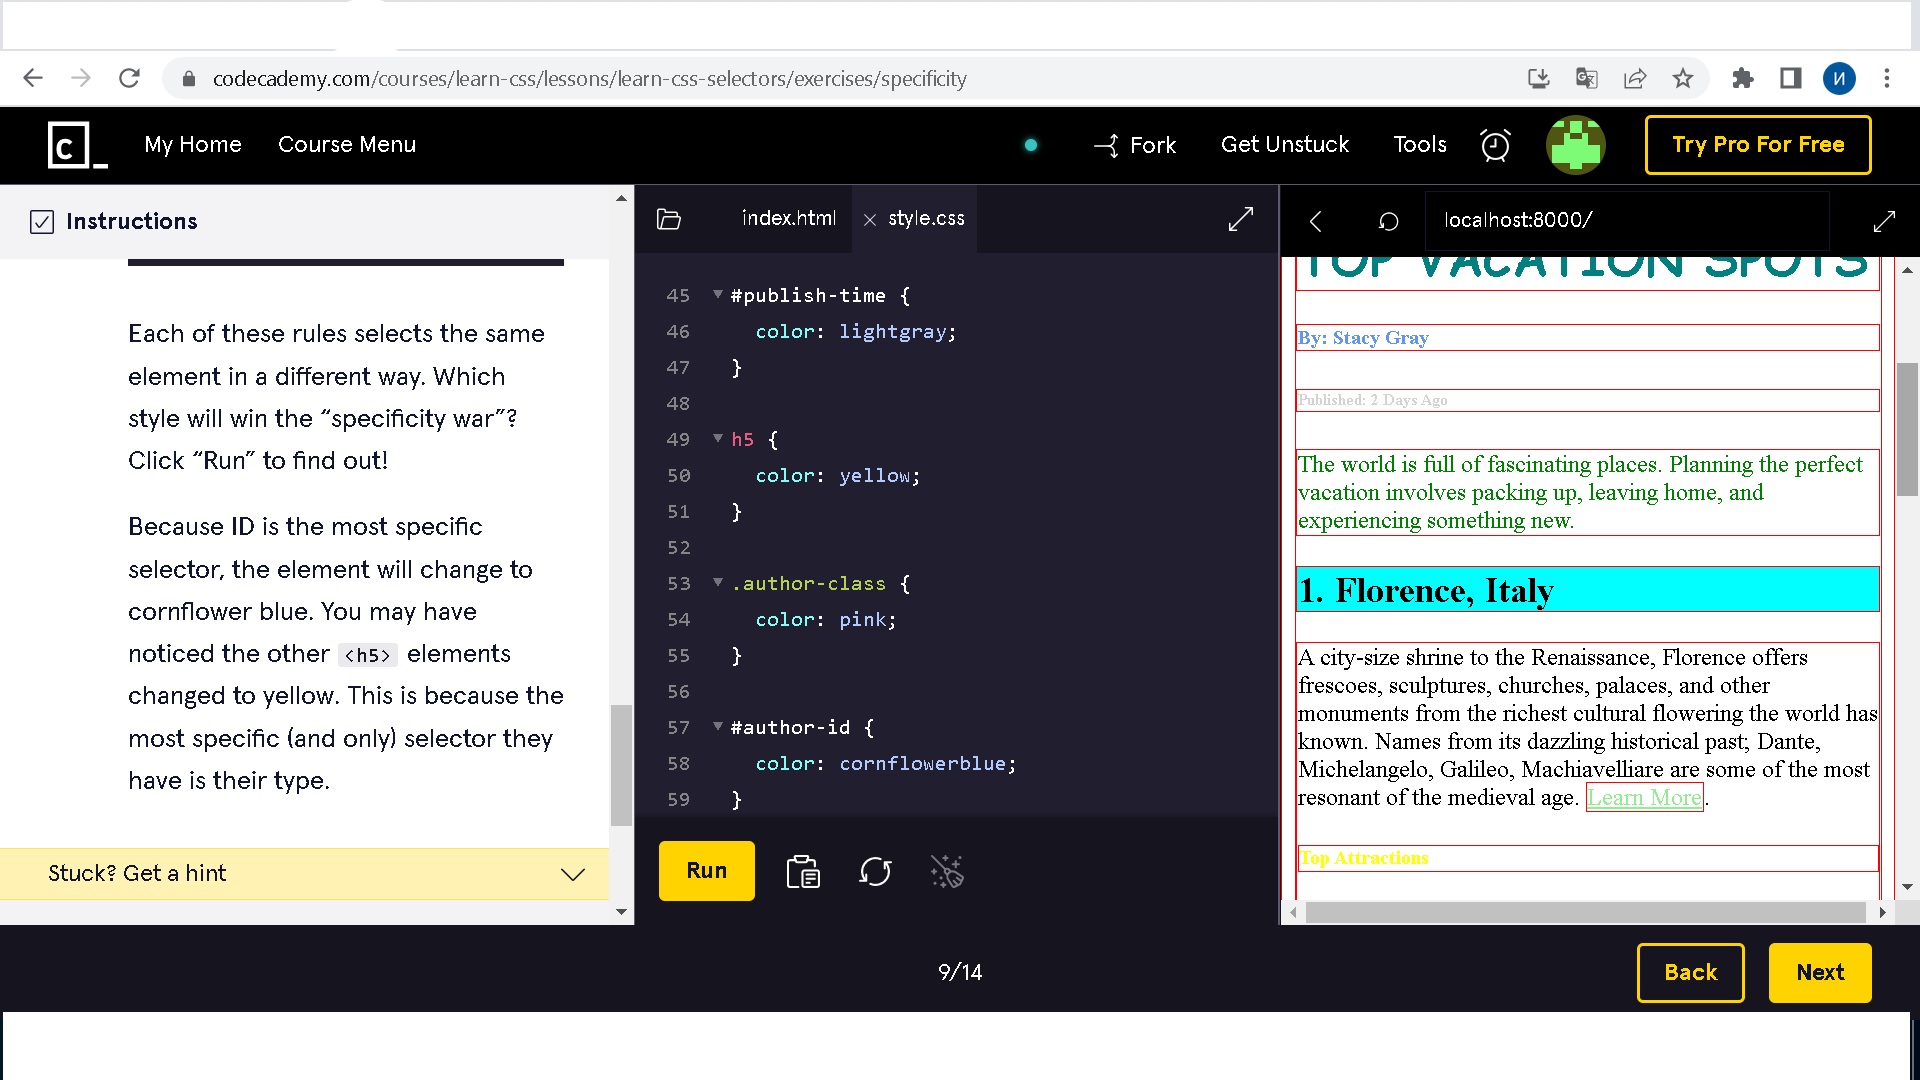 codecademy.com/courses/learn-css/lessons/learn-css-selectors/exercises/specificity
И
c_
My Home
Course Menu
Fork
Get Unstuck
Tools
Try Pro For Free
Instructions
Each of these rules selects the same
element in a different way. Which
style will win the “specificity war”?
Click “Run” to find out!
Because ID is the most specific
selector, the element will change to
cornflower blue. You may have
noticed the other <h5> elements
changed to yellow. This is because the
most specific (and only) selector they
have is their type.
Stuck? Get a hint
index.html
style.css
45 #publish-time {
46 color: lightgray;
47 }
48
49 h5 {
50 color: yellow;
51 }
52
53 .author-class {
54 color: pink;
55 }
56
57 #author-id {
58 color: cornflowerblue;
59 }
Run
localhost:8000/
TOP VACATION SPOTS
By: Stacy Gray
Published: 2 Days Ago
The world is full of fascinating places. Planning the perfect
vacation involves packing up, leaving home, and
experiencing something new.
1. Florence, Italy
A city-size shrine to the Renaissance, Florence offers
frescoes, sculptures, churches, palaces, and other
monuments from the richest cultural flowering the world has
known. Names from its dazzling historical past; Dante,
Michelangelo, Galileo, Machiavelliare are some of the most
resonant of the medieval age. Learn More.
Top Attractions
9/14
Back
Next